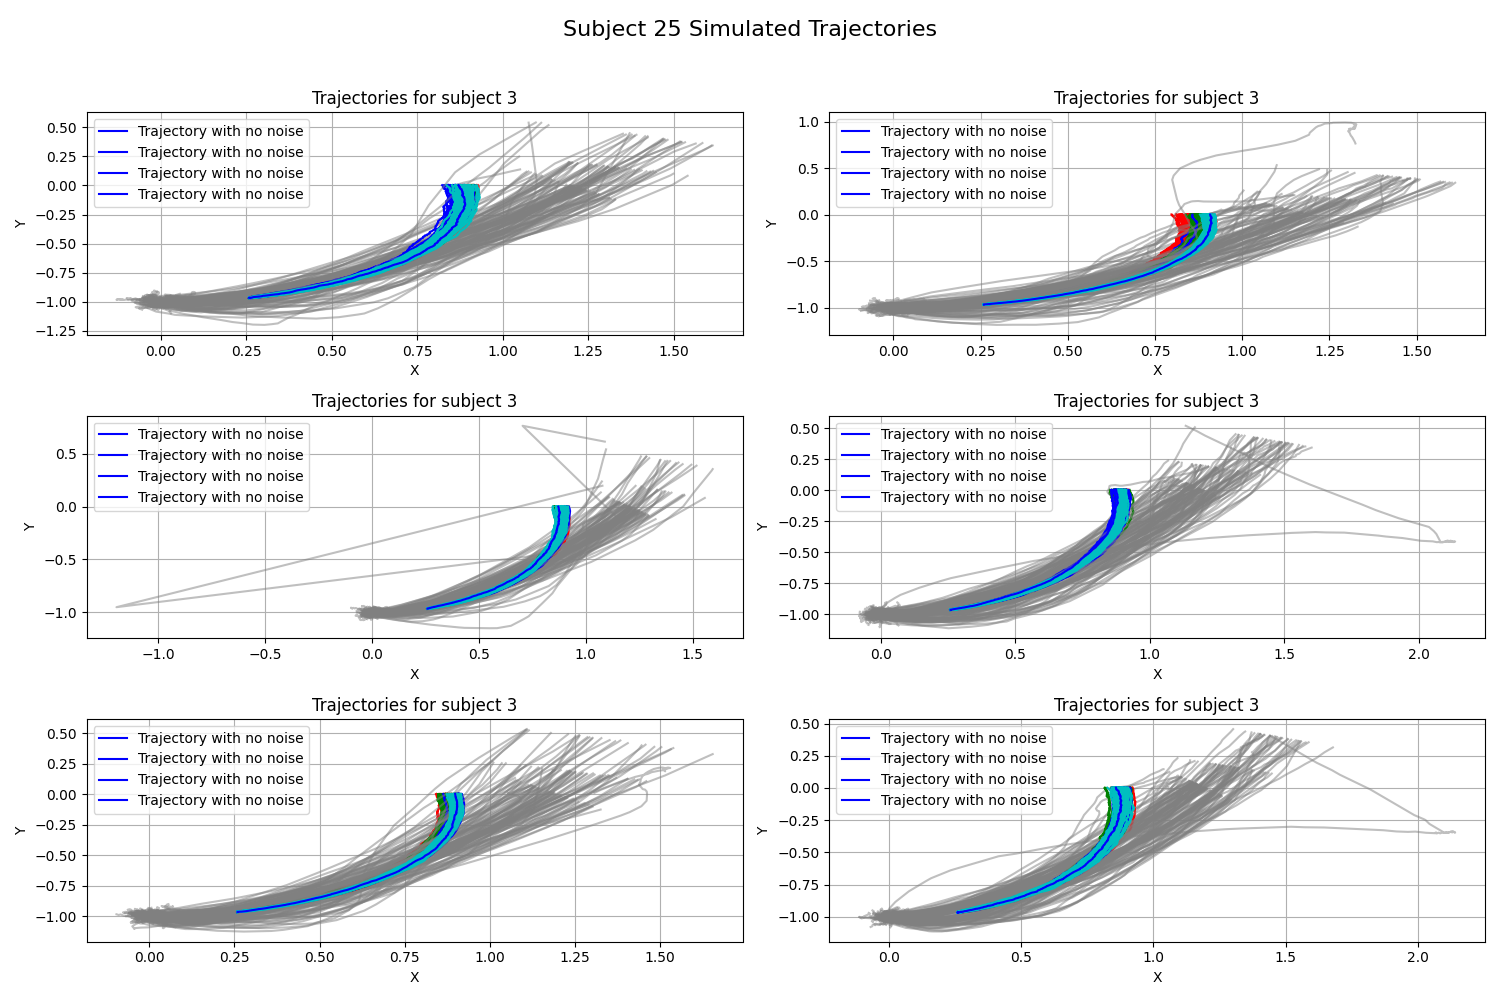 Subject 25 Simulated Trajectories
Trajectories for subject 3
Trajectory with no noise
Trajectory with no noise
Trajectory with no noise
Trajectory with no noise
0.50
0.25
0.00
−0.25
−0.50
−0.75
−1.00
−1.25
Y
0.00 0.25 0.50 0.75 1.00 1.25 1.50
X
Trajectories for subject 3
Trajectory with no noise
Trajectory with no noise
Trajectory with no noise
Trajectory with no noise
1.0
0.5
0.0
−0.5
−1.0
Y
0.00 0.25 0.50 0.75 1.00 1.25 1.50
X
Trajectories for subject 3
Trajectory with no noise
Trajectory with no noise
Trajectory with no noise
Trajectory with no noise
0.5
0.0
−0.5
−1.0
Y
−1.0 −0.5 0.0 0.5 1.0 1.5
X
Trajectories for subject 3
Trajectory with no noise
Trajectory with no noise
Trajectory with no noise
Trajectory with no noise
0.50
0.25
0.00
−0.25
−0.50
−0.75
−1.00
Y
0.0 0.5 1.0 1.5 2.0
X
Trajectories for subject 3
Trajectory with no noise
Trajectory with no noise
Trajectory with no noise
Trajectory with no noise
0.50
0.25
0.00
−0.25
−0.50
−0.75
−1.00
Y
0.00 0.25 0.50 0.75 1.00 1.25 1.50
X
Trajectories for subject 3
Trajectory with no noise
Trajectory with no noise
Trajectory with no noise
Trajectory with no noise
0.50
0.25
0.00
−0.25
−0.50
−0.75
−1.00
Y
0.0 0.5 1.0 1.5 2.0
X